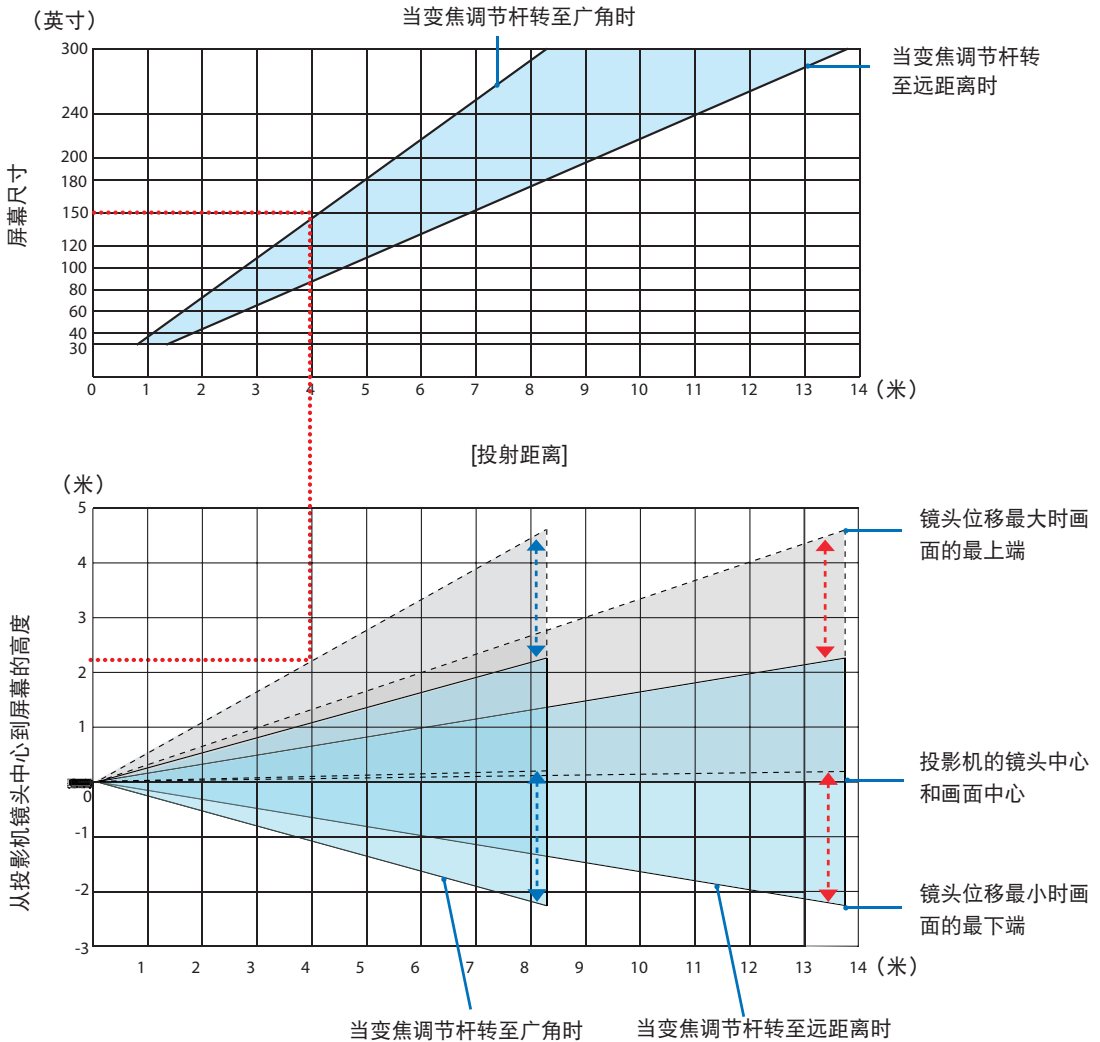 （英寸）
当变焦调节杆转至广角时
当变焦调节杆转
至远距离时
屏幕尺寸
300
240
200
180
150
120
100
80
60
40
30
0 1 2 3 4 5 6 7 8 9 10 11 12 13 14 （米）
[投射距离]
（米）
从投影机镜头中心到屏幕的高度
5
4
3
2
1
0
-1
-2
-3
1 2 3 4 5 6 7 8 9 10 11 12 13 14 （米）
镜头位移最大时画
面的最上端
投影机的镜头中心
和画面中心
镜头位移最小时画
面的最下端
当变焦调节杆转至广角时
当变焦调节杆转至远距离时